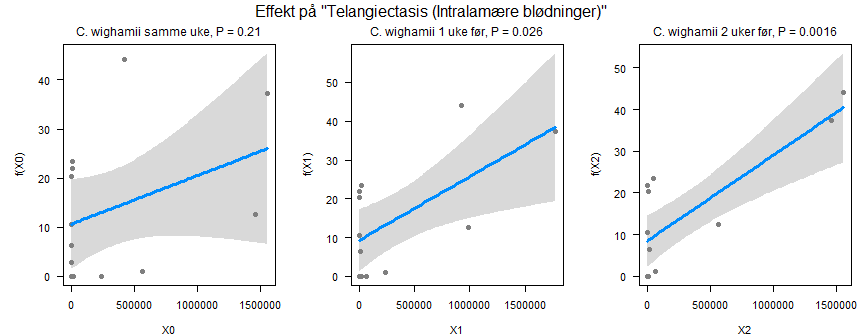 Effekt på "Telangiectasis (Intralamære blødninger)"
C. wighamii samme uke, P = 0.21
C. wighamii 1 uke før, P = 0.026
C. wighamii 2 uker før, P = 0.0016
f(X0)
40
30
20
10
0
0 500000 1000000 1500000
X0
f(X1)
50
40
30
20
10
0
0 500000 1000000 1500000
X1
f(X2)
50
40
30
20
10
0
0 500000 1000000 1500000
X2